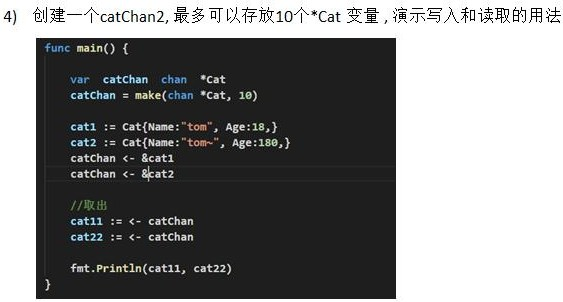 4) 创建一个catChan2, 最多可以存放10个*Cat 变量 , 演示写入和读取的用法
func main() {
var catChan chan *Cat
catChan = make(chan *Cat, 10)
cat1 := Cat{Name:"tom", Age:18,}
cat2 := Cat{Name:"tom~", Age:180,}
catChan <- &cat1
catChan <- &cat2
//取出
cat11 := <- catChan
cat22 := <- catChan
fmt.Println(cat11, cat22)
}